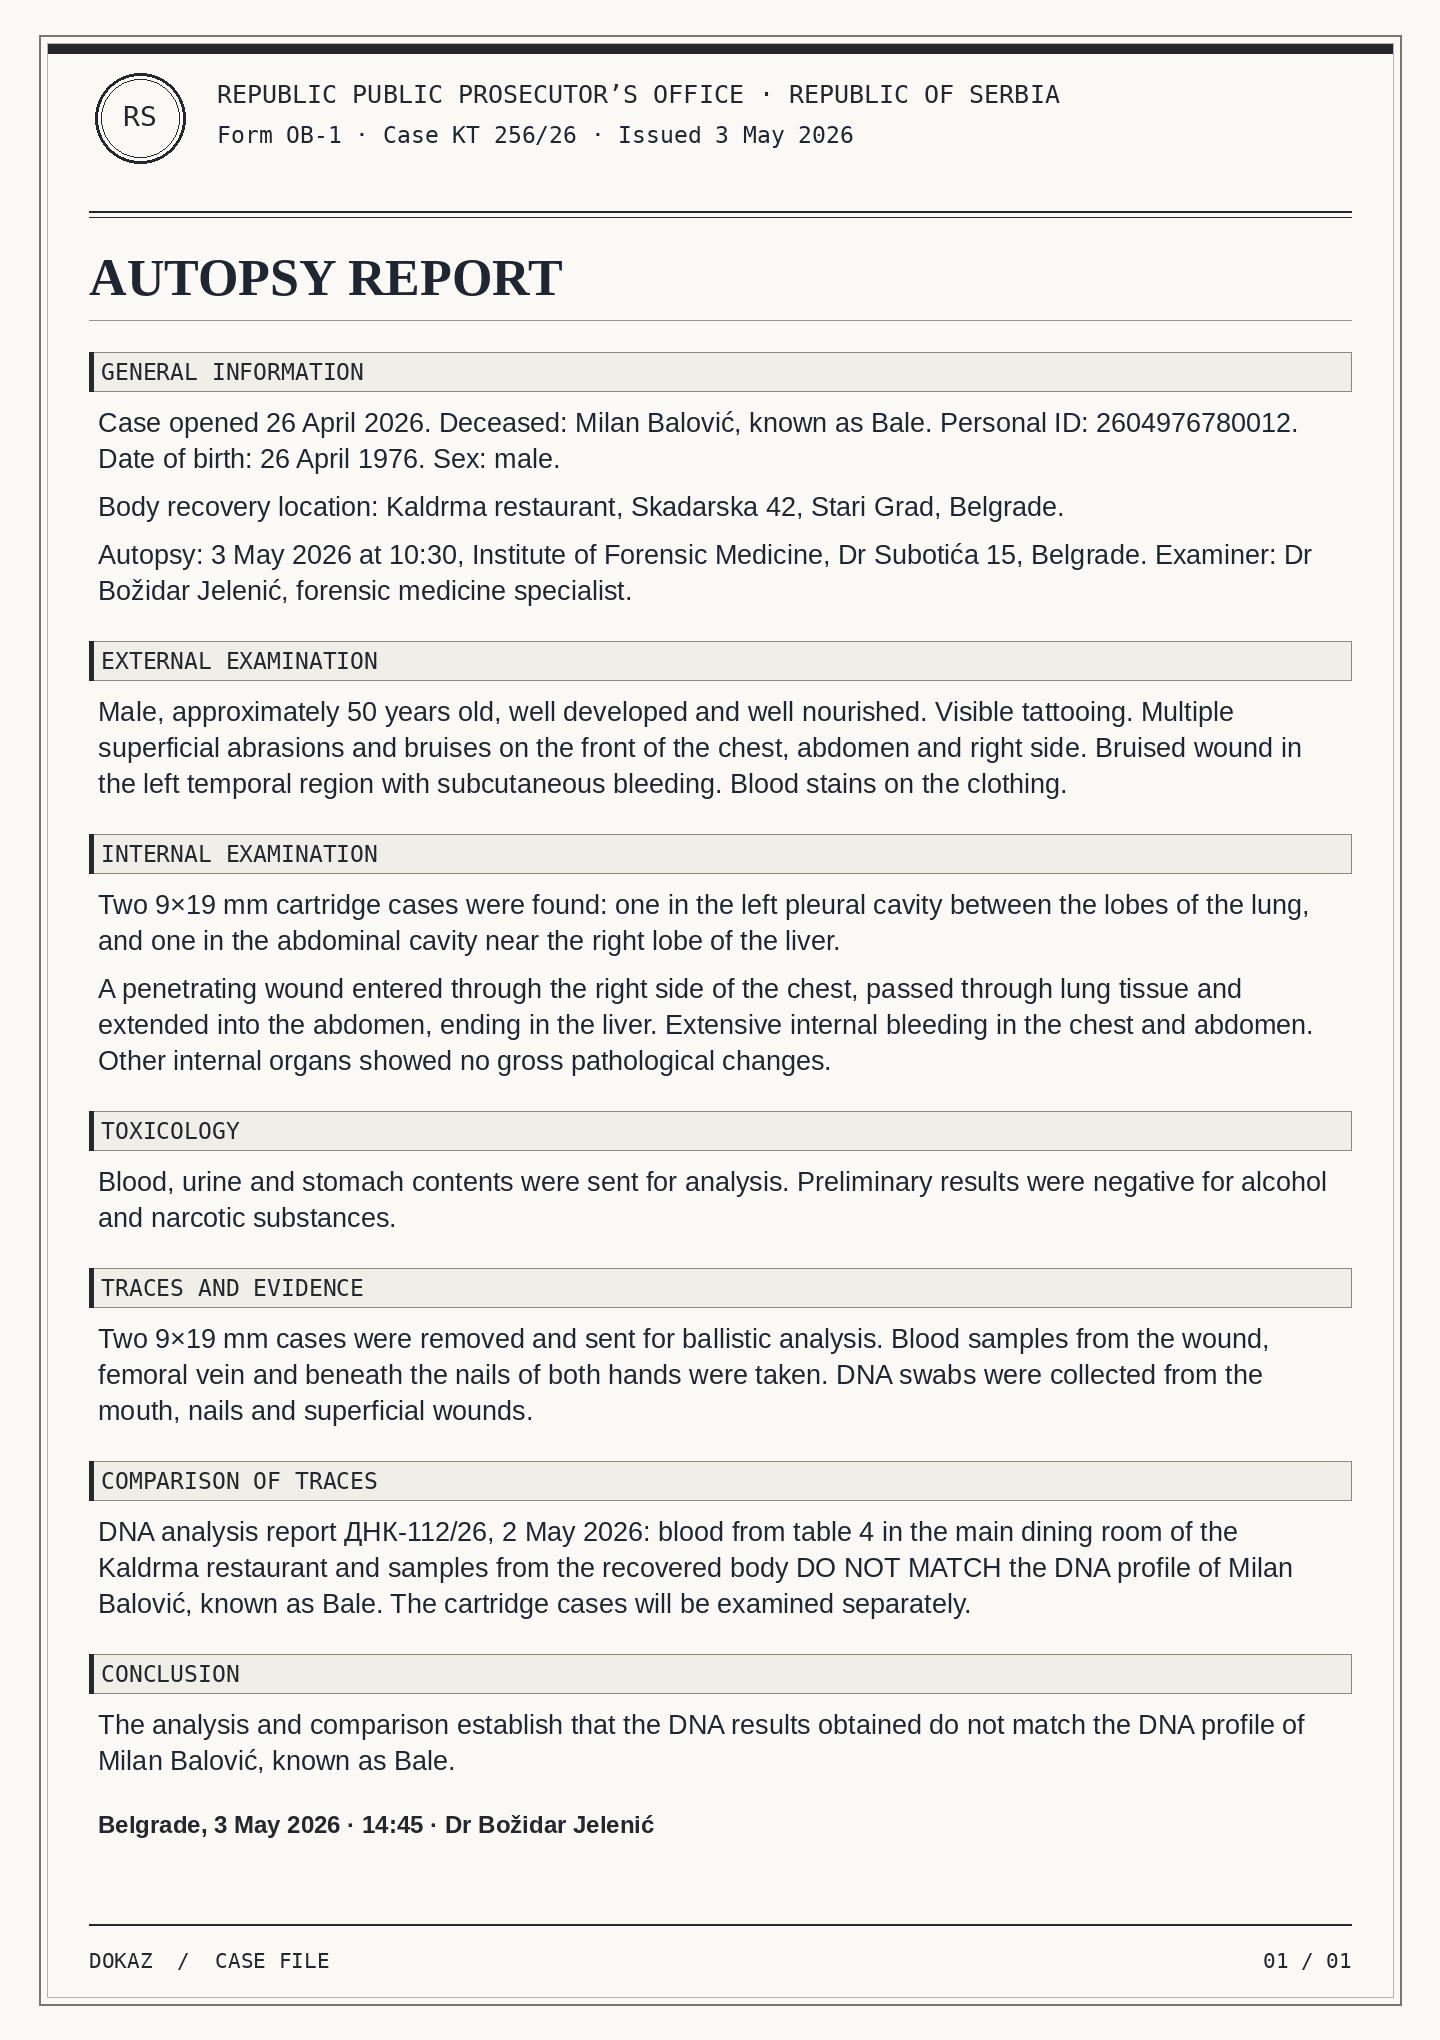 RS
REPUBLIC PUBLIC PROSECUTOR’S OFFICE · REPUBLIC OF SERBIA
Form OB-1 · Case KT 256/26 · Issued 3 May 2026
AUTOPSY REPORT
GENERAL INFORMATION
Case opened 26 April 2026. Deceased: Milan Balović, known as Bale. Personal ID: 2604976780012.
Date of birth: 26 April 1976. Sex: male.
Body recovery location: Kaldrma restaurant, Skadarska 42, Stari Grad, Belgrade.
Autopsy: 3 May 2026 at 10:30, Institute of Forensic Medicine, Dr Subotića 15, Belgrade. Examiner: Dr
Božidar Jelenić, forensic medicine specialist.
EXTERNAL EXAMINATION
Male, approximately 50 years old, well developed and well nourished. Visible tattooing. Multiple
superficial abrasions and bruises on the front of the chest, abdomen and right side. Bruised wound in
the left temporal region with subcutaneous bleeding. Blood stains on the clothing.
INTERNAL EXAMINATION
Two 9×19 mm cartridge cases were found: one in the left pleural cavity between the lobes of the lung,
and one in the abdominal cavity near the right lobe of the liver.
A penetrating wound entered through the right side of the chest, passed through lung tissue and
extended into the abdomen, ending in the liver. Extensive internal bleeding in the chest and abdomen.
Other internal organs showed no gross pathological changes.
TOXICOLOGY
Blood, urine and stomach contents were sent for analysis. Preliminary results were negative for alcohol
and narcotic substances.
TRACES AND EVIDENCE
Two 9×19 mm cases were removed and sent for ballistic analysis. Blood samples from the wound,
femoral vein and beneath the nails of both hands were taken. DNA swabs were collected from the
mouth, nails and superficial wounds.
COMPARISON OF TRACES
DNA analysis report ДНК-112/26, 2 May 2026: blood from table 4 in the main dining room of the
Kaldrma restaurant and samples from the recovered body DO NOT MATCH the DNA profile of Milan
Balović, known as Bale. The cartridge cases will be examined separately.
CONCLUSION
The analysis and comparison establish that the DNA results obtained do not match the DNA profile of
Milan Balović, known as Bale.
Belgrade, 3 May 2026 · 14:45 · Dr Božidar Jelenić
DOKAZ / CASE FILE
01 / 01